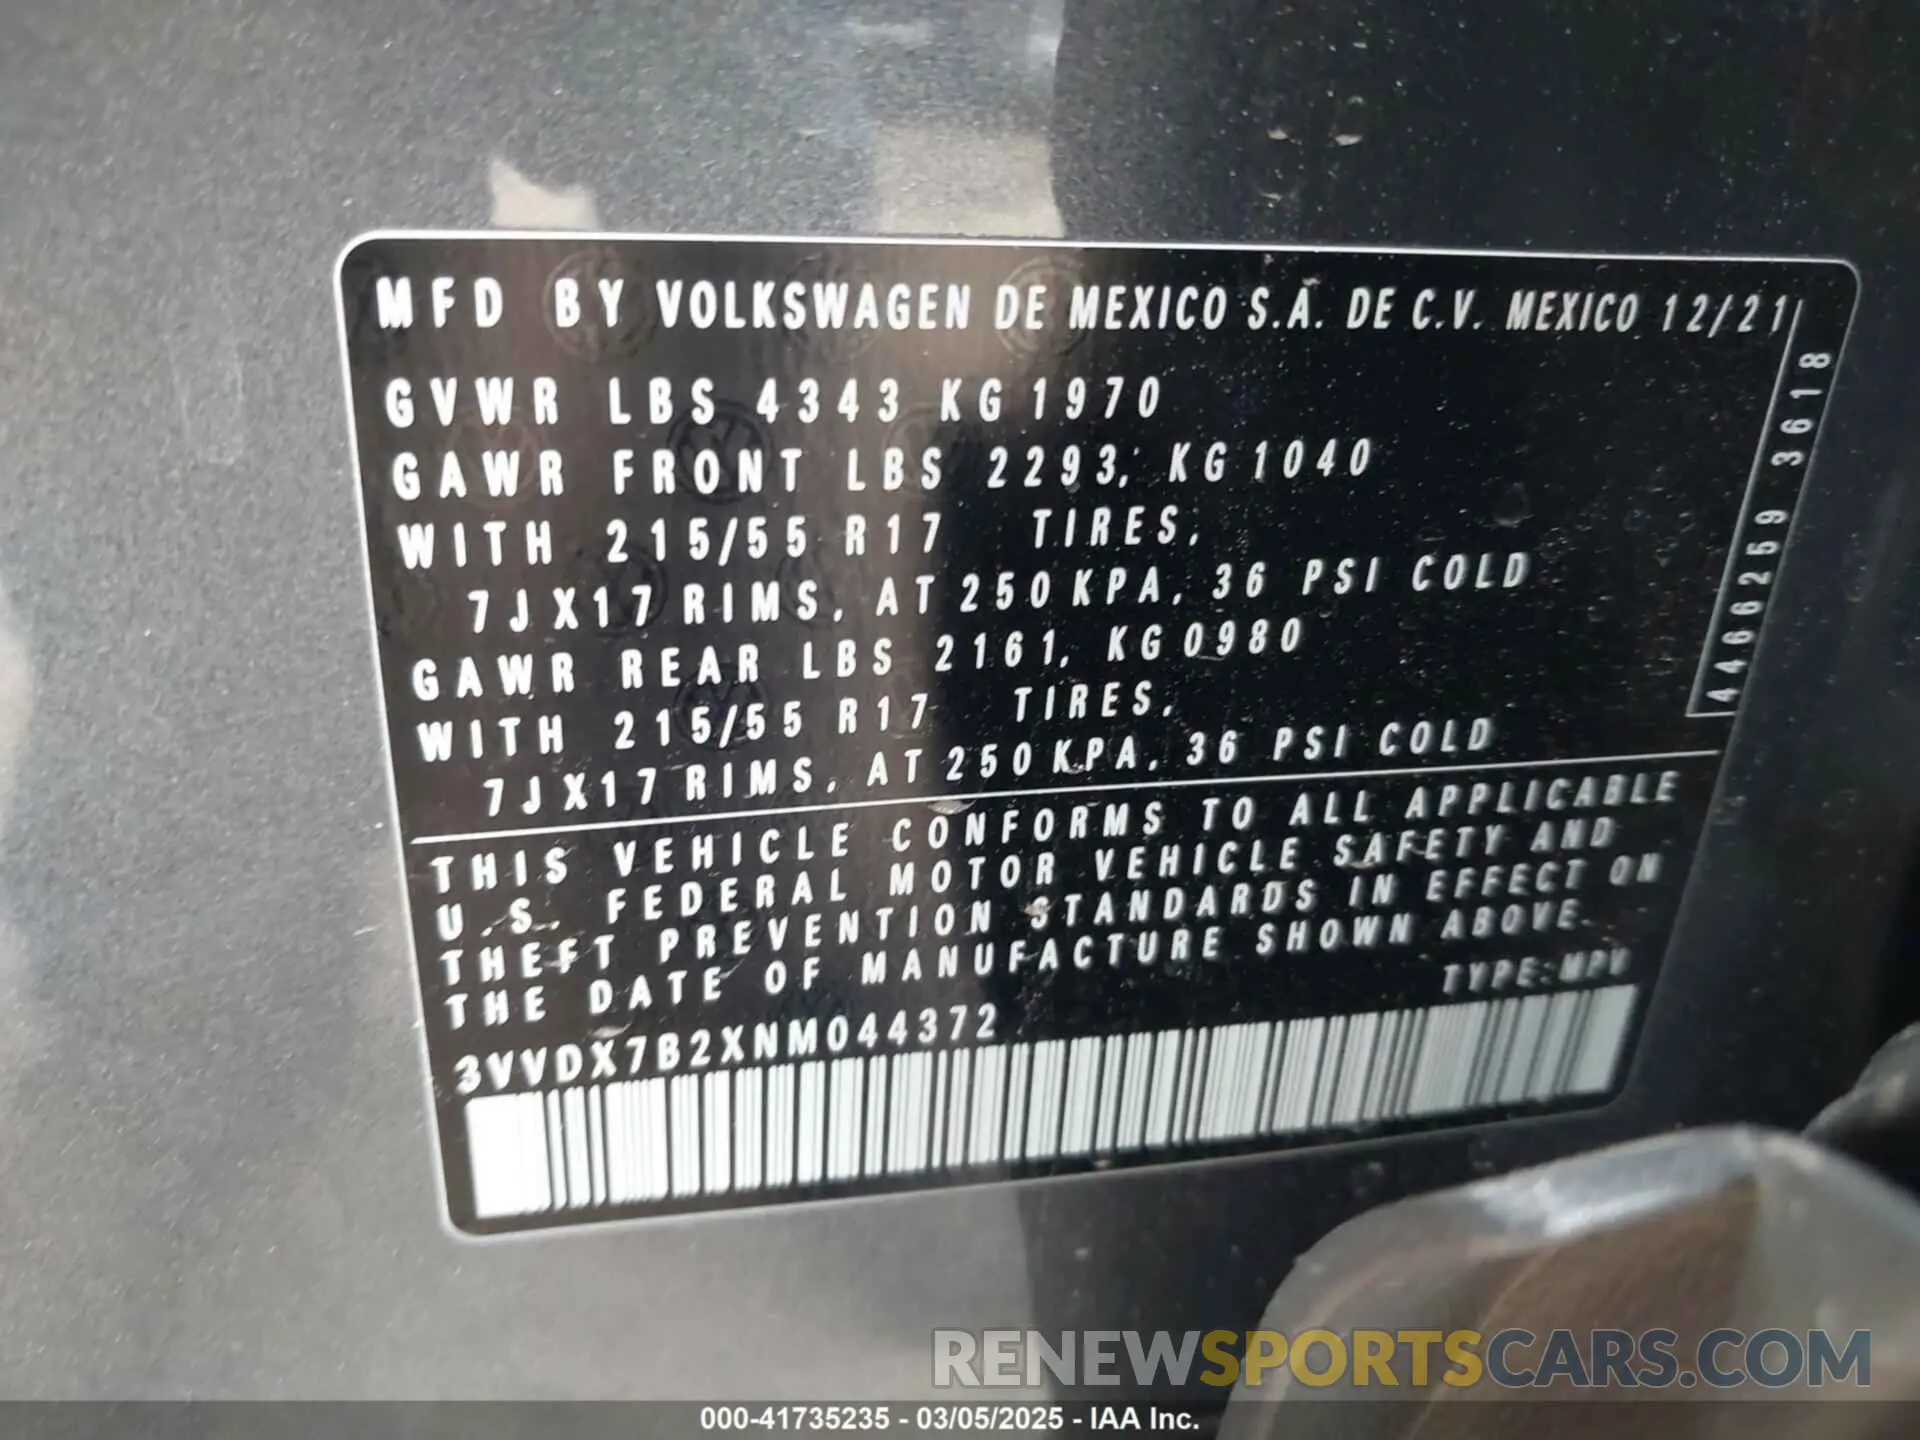 MFD BY VOLKSWAGEN DE MEXICO S.A. DE C.V. MEXICO 12/21
GVWR LBS 4343 KG 1970
GAWR FRONT LBS 2293, KG 1040
WITH 215/55 R17 TIRES,
7JX17 RIMS, AT 250 KPA, 36 PSI COLD
GAWR REAR LBS 2161, KG 0980
WITH 215/55 R17 TIRES,
7JX17 RIMS, AT 250 KPA, 36 PSI COLD
4466259 3618
THIS VEHICLE CONFORMS TO ALL APPLICABLE
U.S. FEDERAL MOTOR VEHICLE SAFETY AND
THEFT PREVENTION STANDARDS IN EFFECT ON
THE DATE OF MANUFACTURE SHOWN ABOVE.
TYPE: MPV
3VVDX7B2XNM044372
RENEWSPORTSCARS.COM
000-41735235 - 03/05/2025 - IAA Inc.